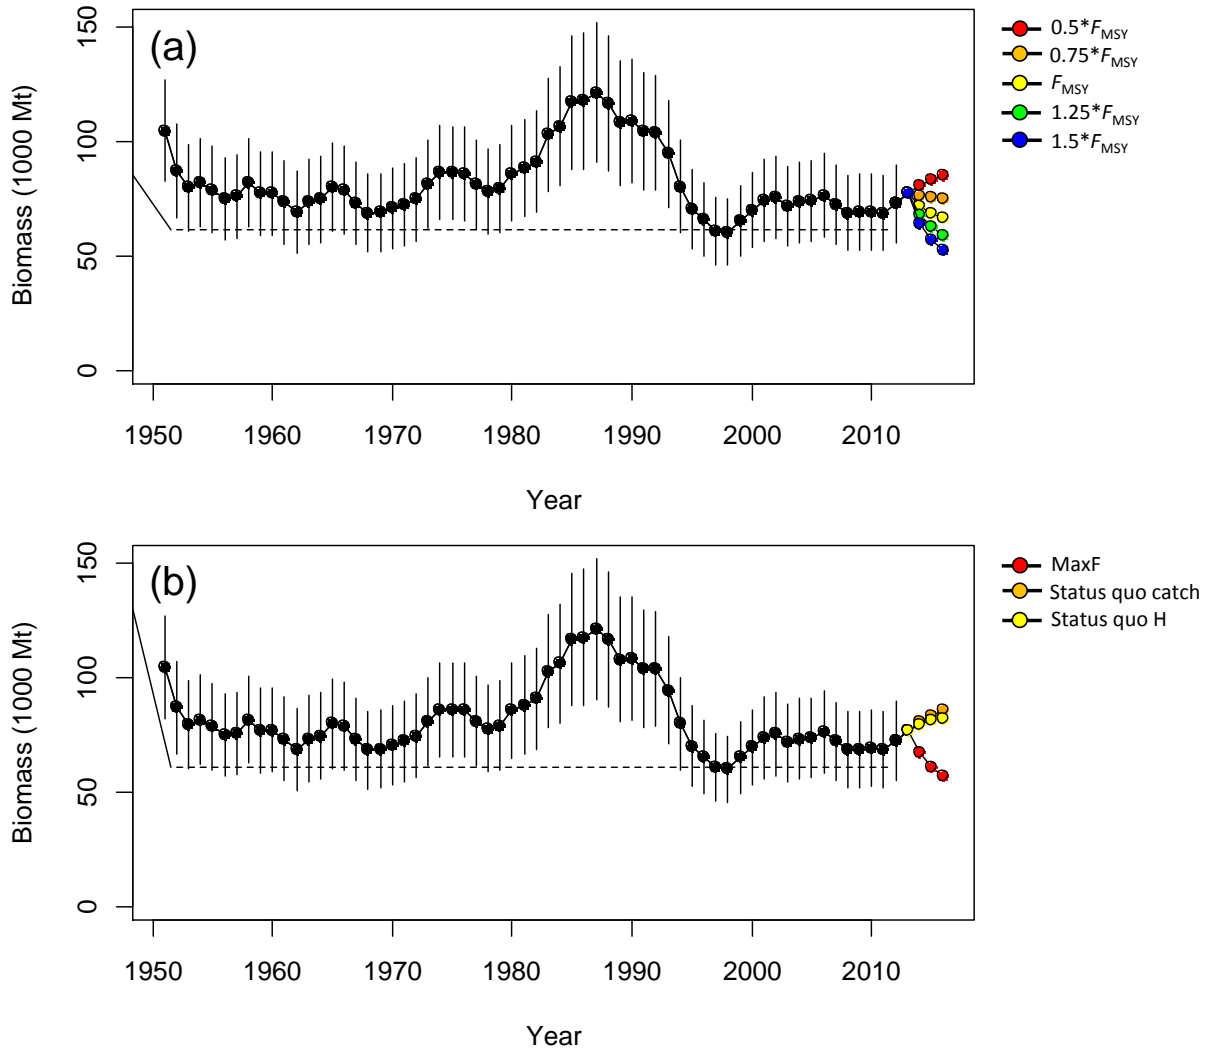 (a)
150
100
50
0
Biomass (1000 Mt)
1950 1960 1970 1980 1990 2000 2010
Year
0.5*FMSY
0.75*FMSY
FMSY
1.25*FMSY
1.5*FMSY
(b)
150
100
50
0
Biomass (1000 Mt)
1950 1960 1970 1980 1990 2000 2010
Year
MaxF
Status quo catch
Status quo H